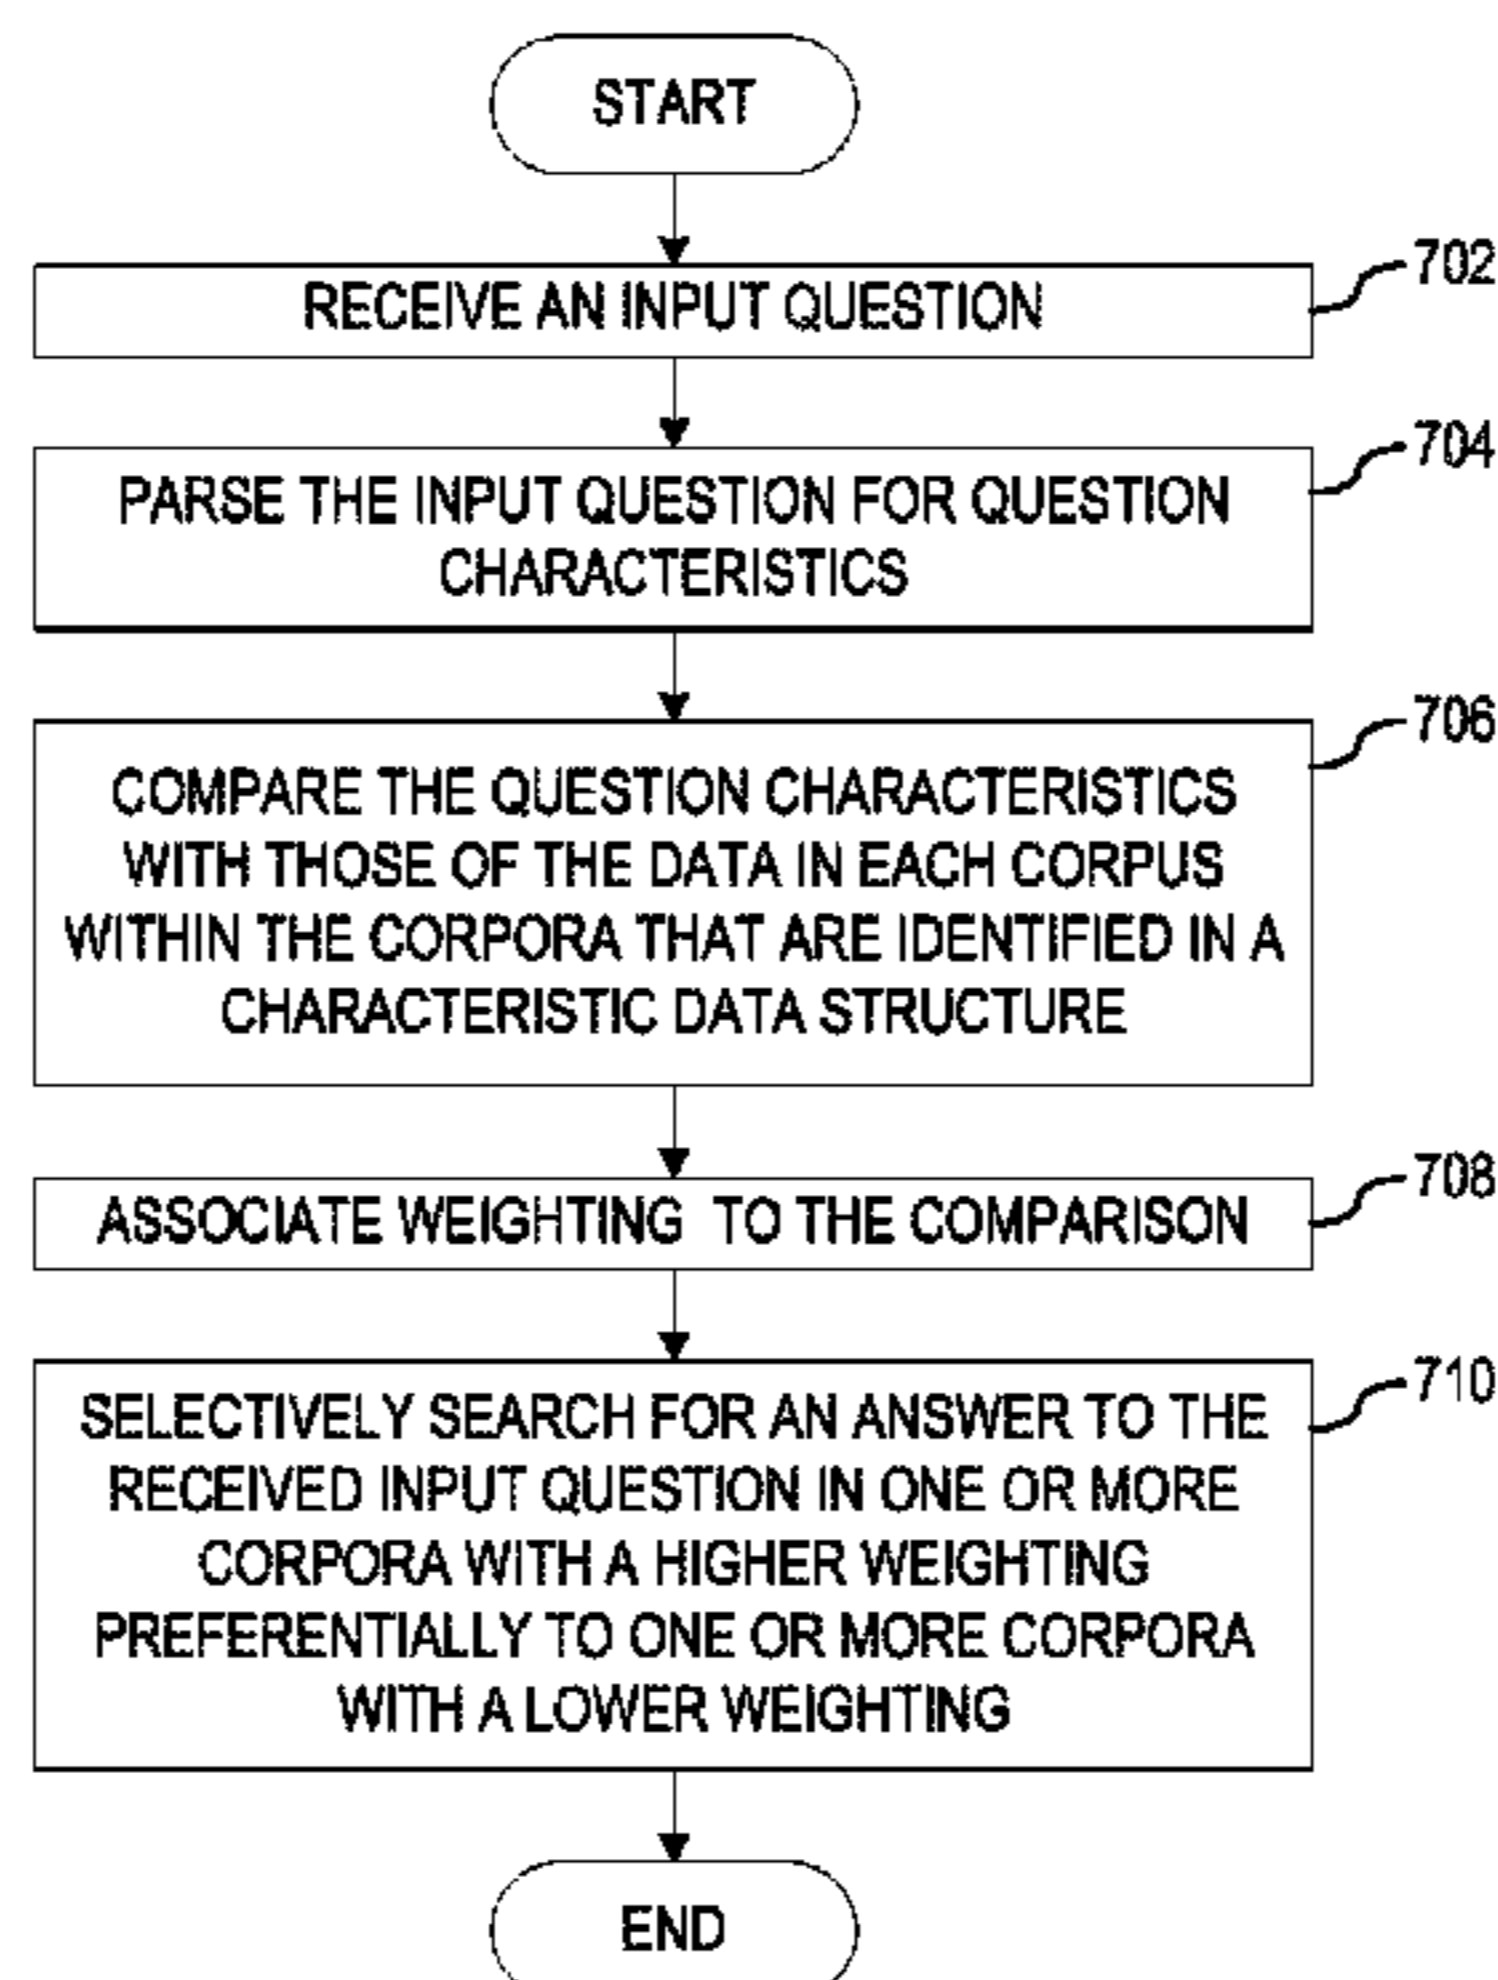 START
702
RECEIVE AN INPUT QUESTION
704
PARSE THE INPUT QUESTION FOR QUESTION
CHARACTERISTICS
706
COMPARE THE QUESTION CHARACTERISTICS
WITH THOSE OF THE DATA IN EACH CORPUS
WITHIN THE CORPORA THAT ARE IDENTIFIED IN A
CHARACTERISTIC DATA STRUCTURE
708
ASSOCIATE WEIGHTING TO THE COMPARISON
710
SELECTIVELY SEARCH FOR AN ANSWER TO THE
RECEIVED INPUT QUESTION IN ONE OR MORE
CORPORA WITH A HIGHER WEIGHTING
PREFERENTIALLY TO ONE OR MORE CORPORA
WITH A LOWER WEIGHTING
END